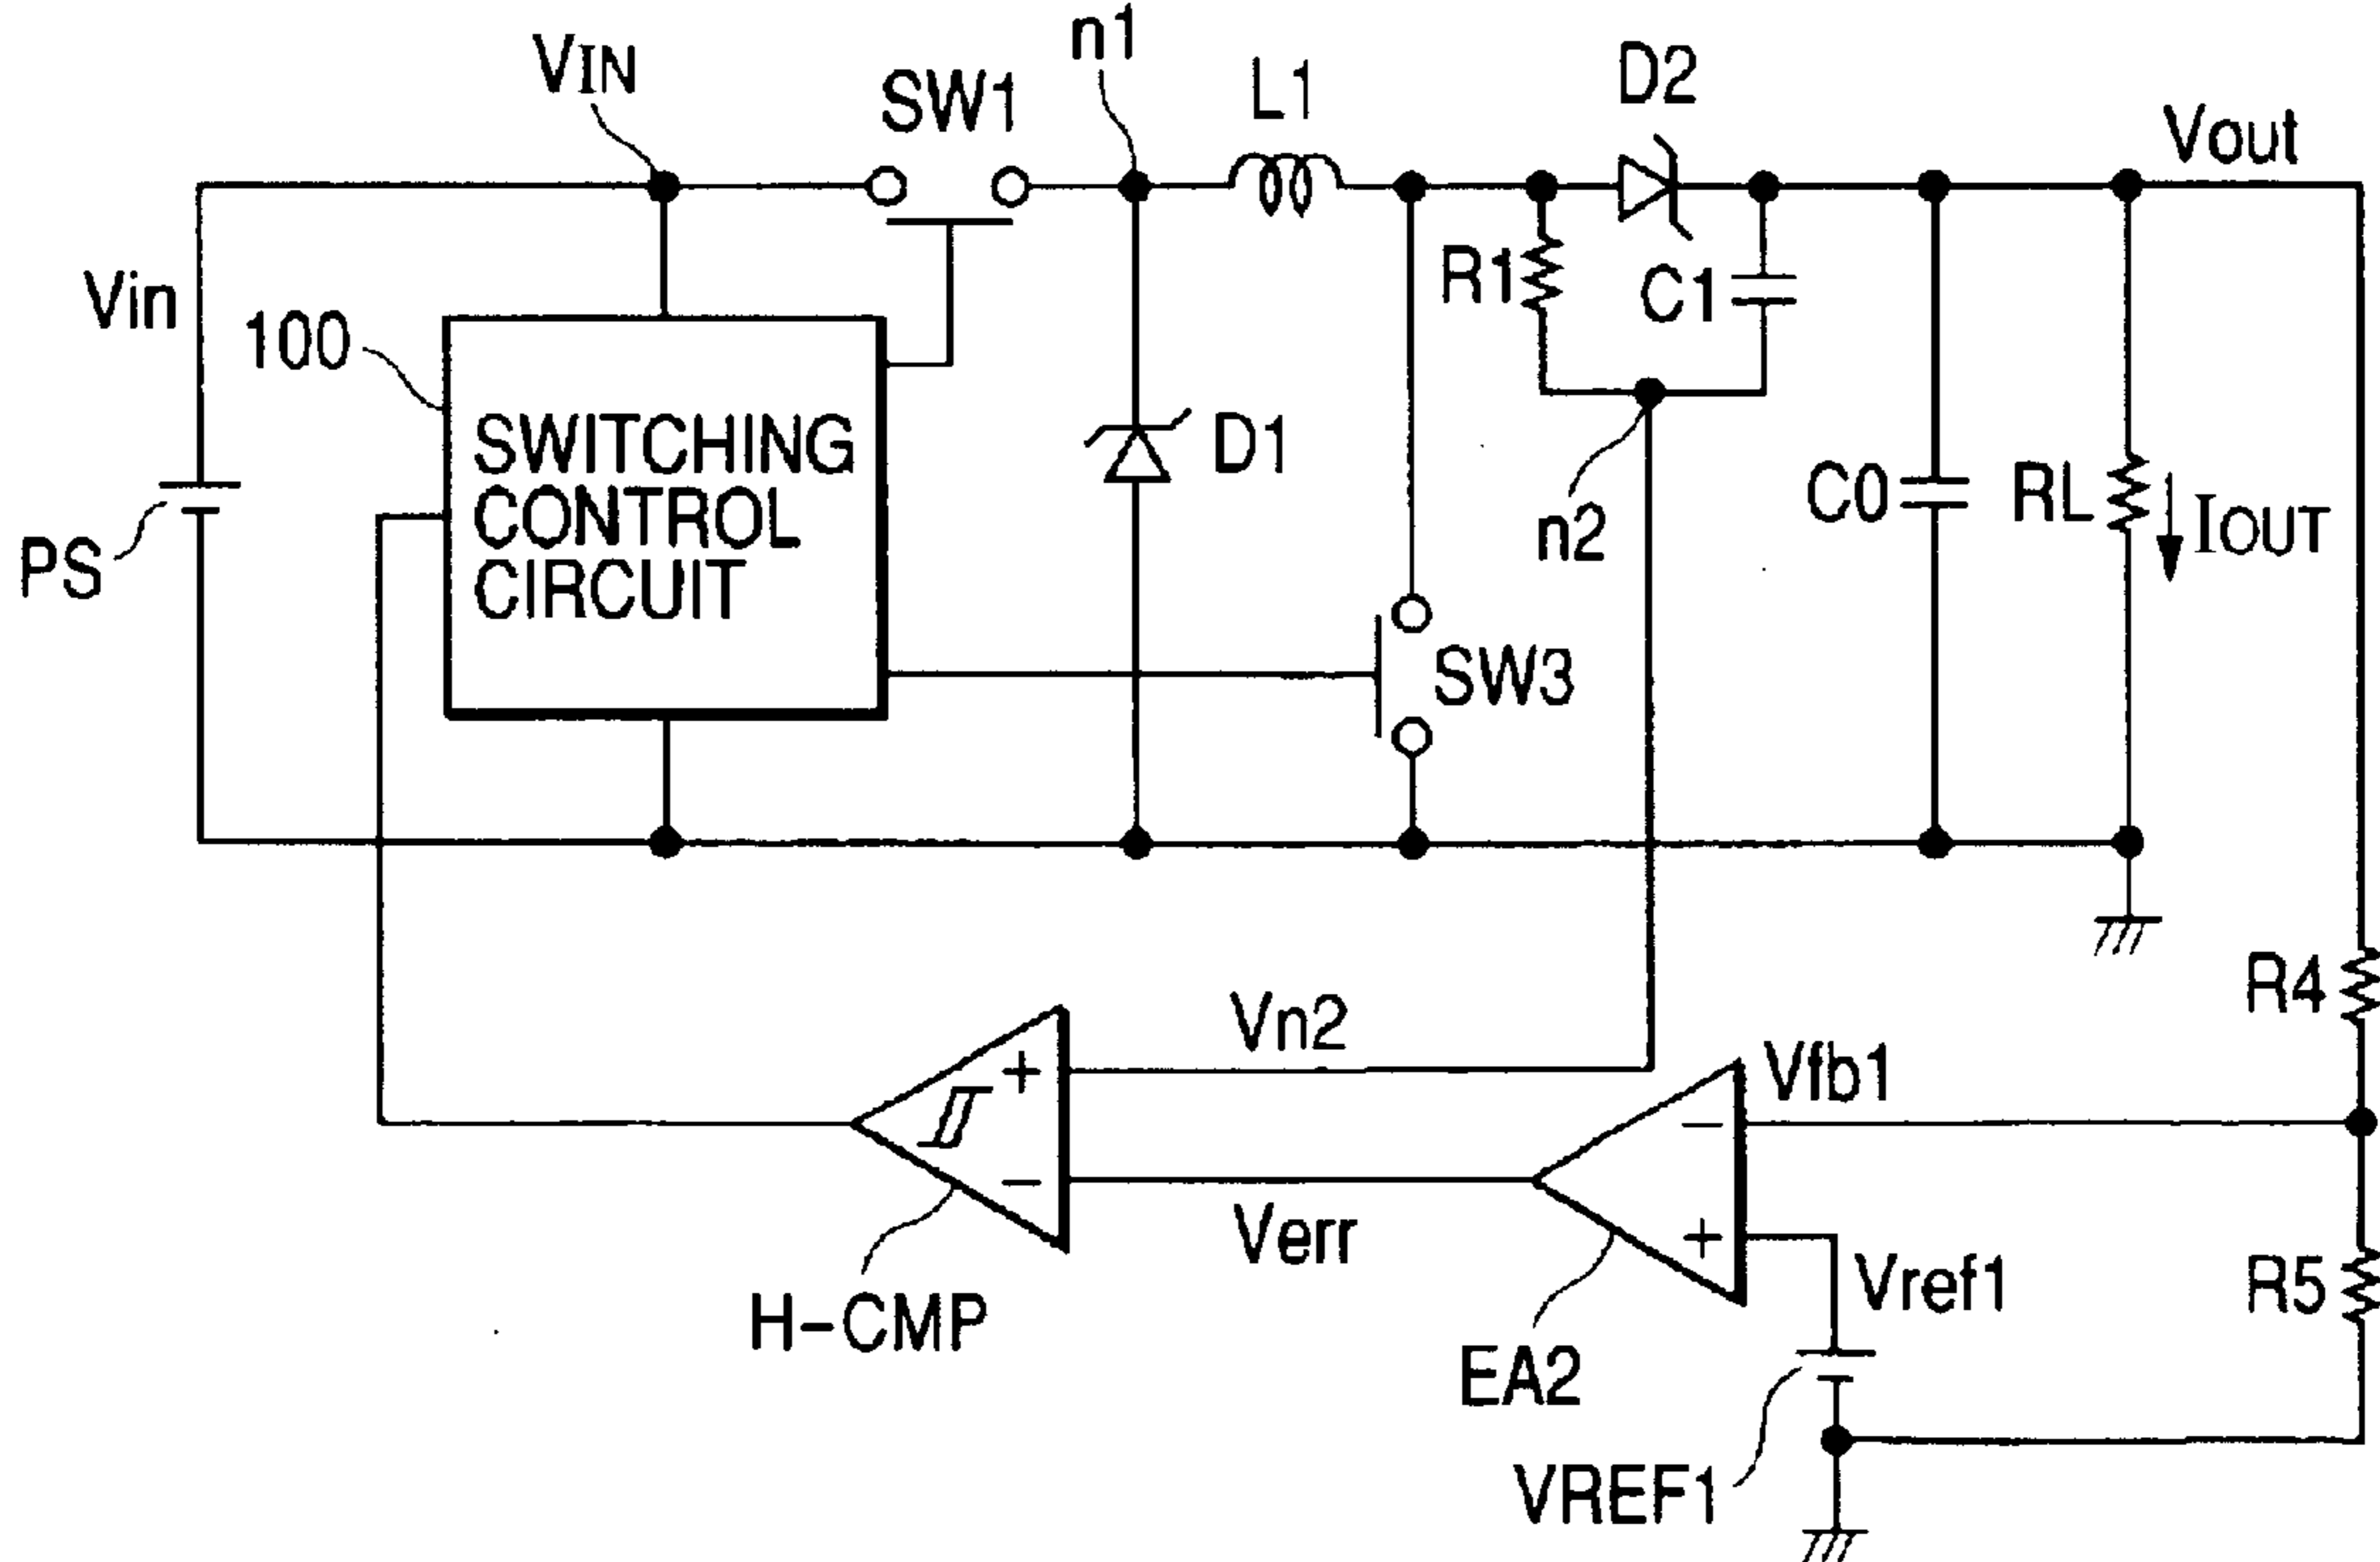 n1
VIN
SW1
L1
D2
Vout
Vin
100
R1
C1
SWITCHING
CONTROL
CIRCUIT
D1
PS
n2
C0
RL
IOUT
SW3
R4
Vn2
+
Vfb1
−
−
Verr
+
Vref1
R5
H-CMP
EA2
VREF1